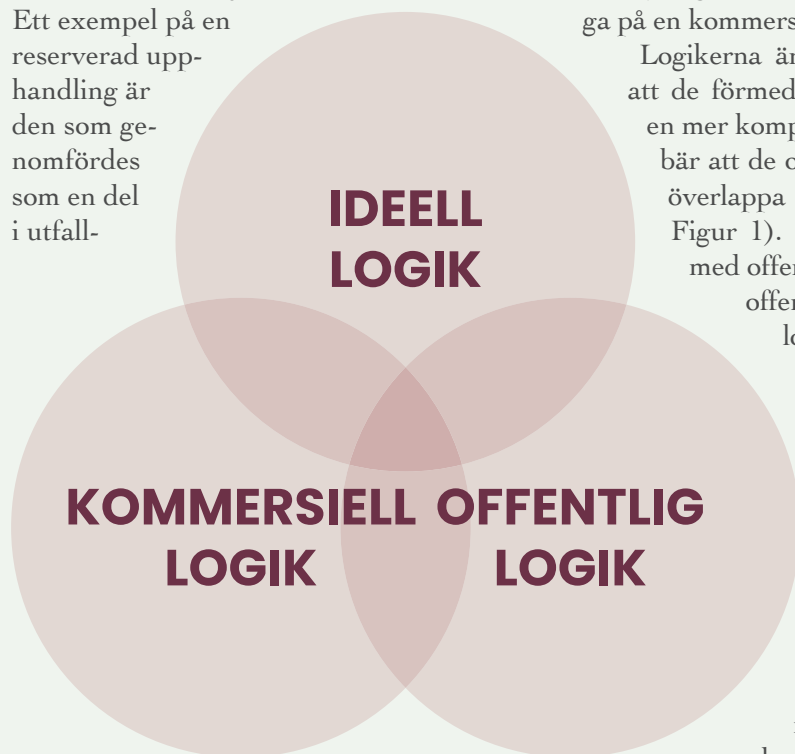 Ett exempel på en
reserverad upp-
handling är
den som ge-
nomfördes
som en del
i utfall-
IDEELL
LOGIK
KOMMERSIELL
LOGIK
OFFENTLIG
LOGIK
ga på en kommers
Logikerna är
att de förmed
en mer komp
bär att de o
överlappa
Figur 1).
med offer
offer